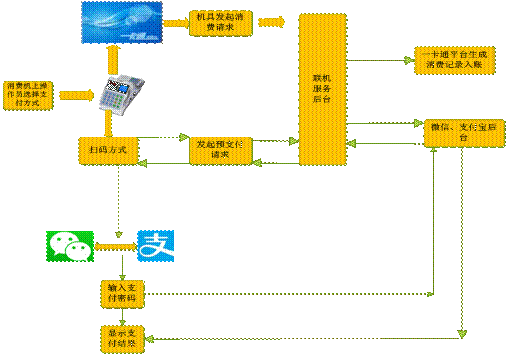 机具发起消
费请求
一卡通平台生成
消费记录入账
联机
服务
后台
消费机上操
作员选择支
付方式
微信、支付宝后
台
扫码方式
发起预支付
请求
支
输入支
付密码
显示支
付结果